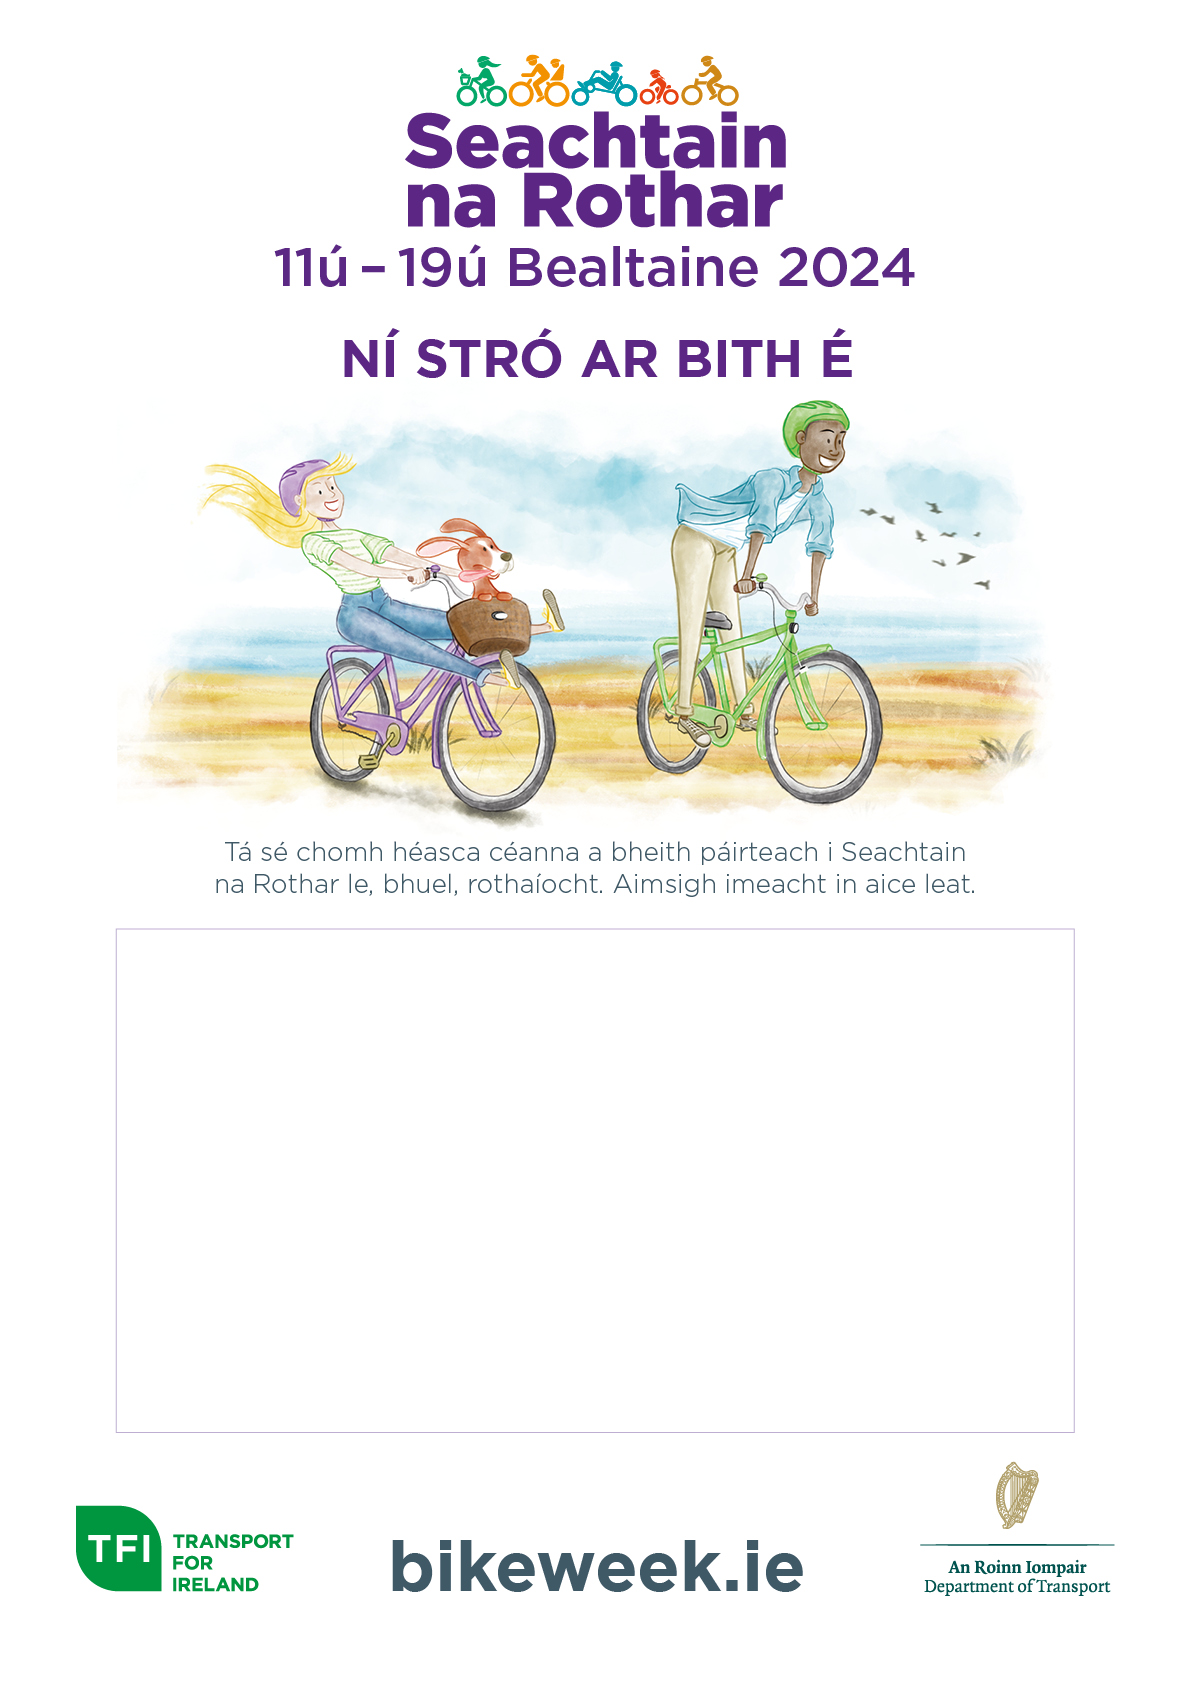 Seachtain
na Rothar
11ú – 19ú Bealtaine 2024
NÍ STRÓ AR BITH É
Tá sé chomh héasca céanna a bheith páirteach i Seachtain
na Rothar le, bhuel, rothaíocht. Aimsigh imeacht in aice leat.
TFI
TRANSPORT
FOR
IRELAND
bikeweek.ie
An Roinn Iompair
Department of Transport